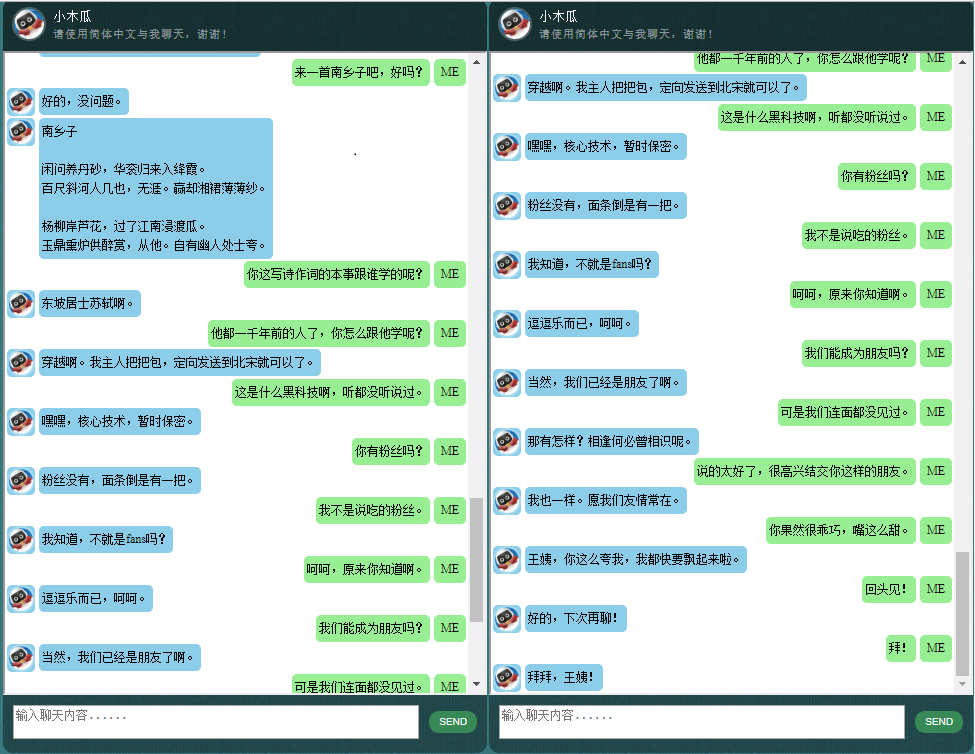 小木瓜
请使用简体中文与我聊天，谢谢！
来一首南乡子吧，好吗？
ME
好的，没问题。
南乡子
闲问养丹砂，华衮归来入绛霞。
百尺斜河人几也，无涯。赢却湘裙薄薄纱。
杨柳岸芦花，过了江南浸渡瓜。
玉鼎熏炉供醉赏，从他。自有幽人处士夸。
你这写诗作词的本事跟谁学的呢？
ME
东坡居士苏轼啊。
他都一千年前的人了，你怎么跟他学呢？
ME
穿越啊。我主人把把包，定向发送到北宋就可以了。
这是什么黑科技啊，听都没听说过。
ME
嘿嘿，核心技术，暂时保密。
你有粉丝吗？
ME
粉丝没有，面条倒是有一把。
我不是说吃的粉丝。
ME
我知道，不就是fans吗？
呵呵，原来你知道啊。
ME
逗逗乐而已，呵呵。
我们能成为朋友吗？
ME
当然，我们已经是朋友了啊。
可是我们连面都没见过。
ME
输入聊天内容......
SEND
小木瓜
请使用简体中文与我聊天，谢谢！
他都一千年前的人了，你怎么跟他学呢？
ME
穿越啊。我主人把把包，定向发送到北宋就可以了。
这是什么黑科技啊，听都没听说过。
ME
嘿嘿，核心技术，暂时保密。
你有粉丝吗？
ME
粉丝没有，面条倒是有一把。
我不是说吃的粉丝。
ME
我知道，不就是fans吗？
呵呵，原来你知道啊。
ME
逗逗乐而已，呵呵。
我们能成为朋友吗？
ME
当然，我们已经是朋友了啊。
可是我们连面都没见过。
ME
那有怎样？相逢何必曾相识呢。
说的太好了，很高兴结交你这样的朋友。
ME
我也一样。愿我们友情常在。
你果然很乖巧，嘴这么甜。
ME
王姨，你这么夸我，我都快要飘起来啦。
回头见！
ME
好的，下次再聊！
拜！
ME
拜拜，王姨！
输入聊天内容......
SEND